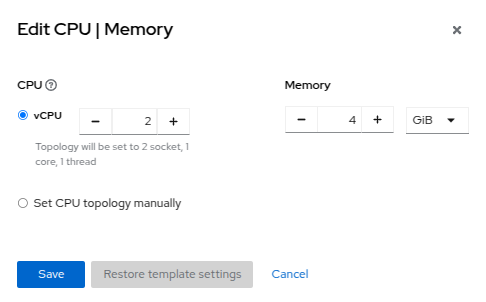 Edit CPU | Memory
CPU
Memory
vCPU
2
4
GiB
Topology will be set to 2 socket, 1
core, 1 thread
Set CPU topology manually
Save
Restore template settings
Cancel